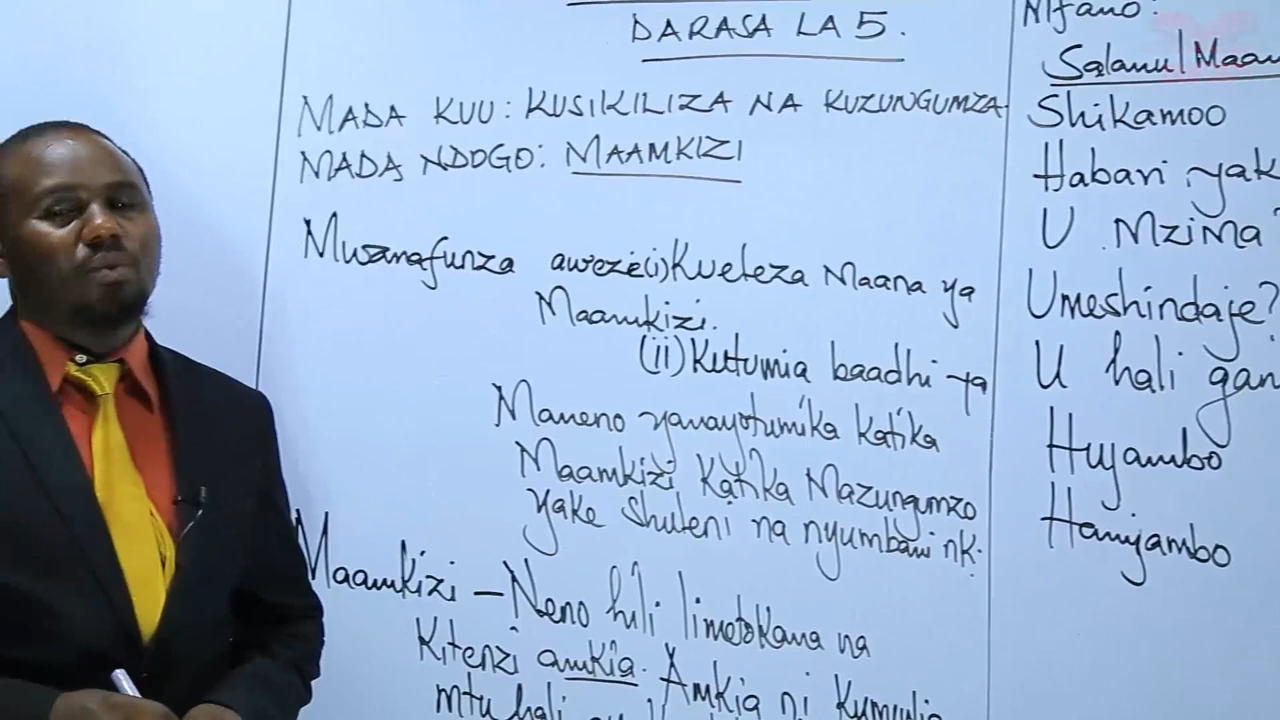 DARASA LA 5.
MADA KUU: KUSIKILIZA NA KUZUNGUMZA
MADA NDOGO: MAAMKIZI
Mwanafunza aweze (i) Kueleza Maana ya
Maamkizi.
(ii) Kutumia baadhi ya
Maneno yanayotumika katika
Maamkizi Katika Mazungumzo
yake shuleni na nyumbani nk.
Maamkizi – Neno hili limetokana na
Kitenzi amkia. Amkia ni Kumjulia
mtu hali
Mfano:
Salamu/Maam
Shikamoo
Habari yak
U Mzima?
Umeshindaje?
U hali gan
Hujambo
Hamjambo